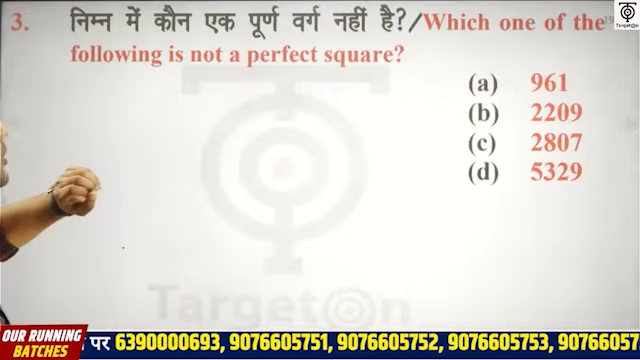 3. निम्न में कौन एक पूर्ण वर्ग नहीं है?/Which one of the
following is not a perfect square?
(a) 961
(b) 2209
(c) 2807
(d) 5329
Target@n
Target@n
OUR RUNNING BATCHES
पर 6390000693, 9076605751, 9076605752, 9076605753, 90766057